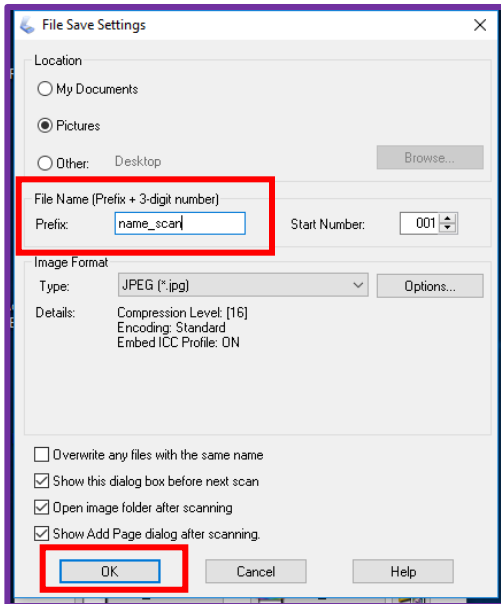 File Save Settings
Location
My Documents
Pictures
Other: Desktop Browse...
File Name (Prefix + 3-digit number)
Prefix: name_scan Start Number: 001
Image Format
Type: JPEG (*.jpg) Options...
Details: Compression Level: [16]
Encoding: Standard
Embed ICC Profile: ON
Overwrite any files with the same name
Show this dialog box before next scan
Open image folder after scanning
Show Add Page dialog after scanning.
OK Cancel Help